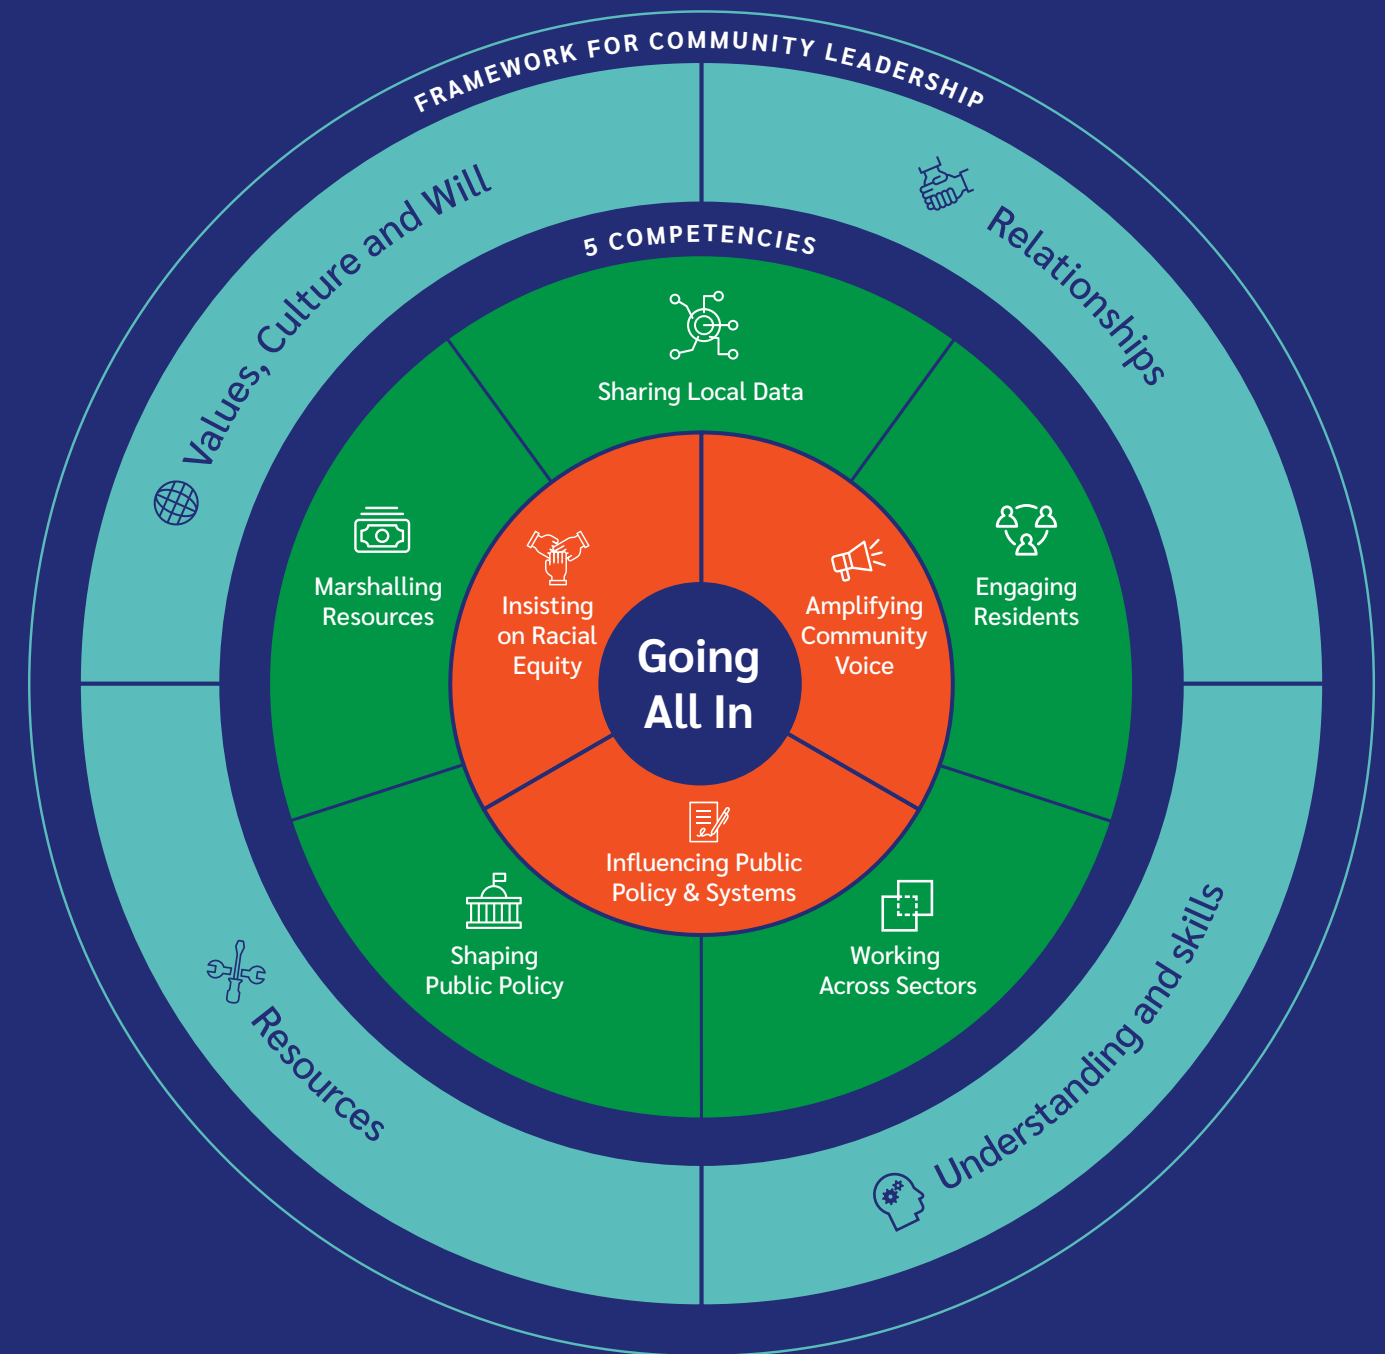 FRAMEWORK FOR COMMUNITY LEADERSHIP
Values, Culture and Will
Relationships
5 COMPETENCIES
Sharing Local Data
Marshalling
Resources
Engaging
Residents
Insisting
on Racial
Equity
Amplifying
Community
Voice
Going
All In
Influencing Public
Policy & Systems
Shaping
Public Policy
Working
Across Sectors
Resources
Understanding and skills